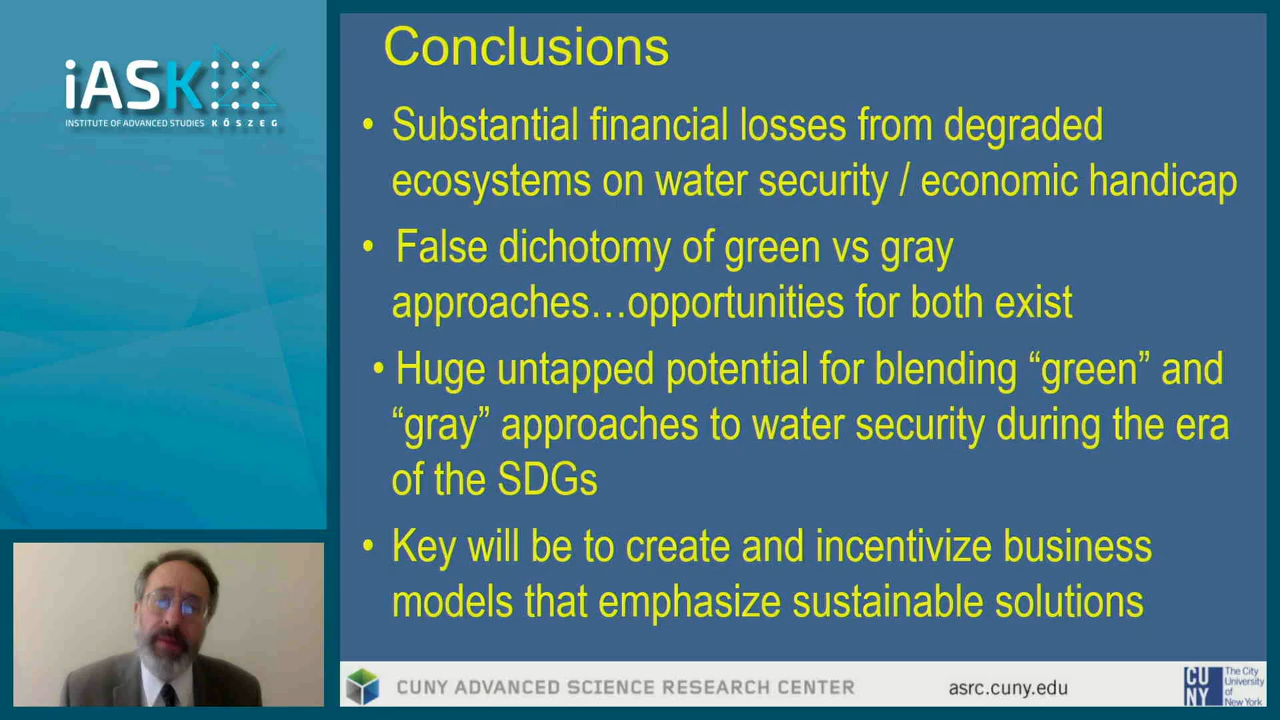 iASK
INSTITUTE OF ADVANCED STUDIES KŐSZEG
Conclusions
• Substantial financial losses from degraded
ecosystems on water security / economic handicap
• False dichotomy of green vs gray
approaches…opportunities for both exist
• Huge untapped potential for blending “green” and
“gray” approaches to water security during the era
of the SDGs
• Key will be to create and incentivize business
models that emphasize sustainable solutions
CUNY ADVANCED SCIENCE RESEARCH CENTER
asrc.cuny.edu
CU
NY
The City
University
of
New York